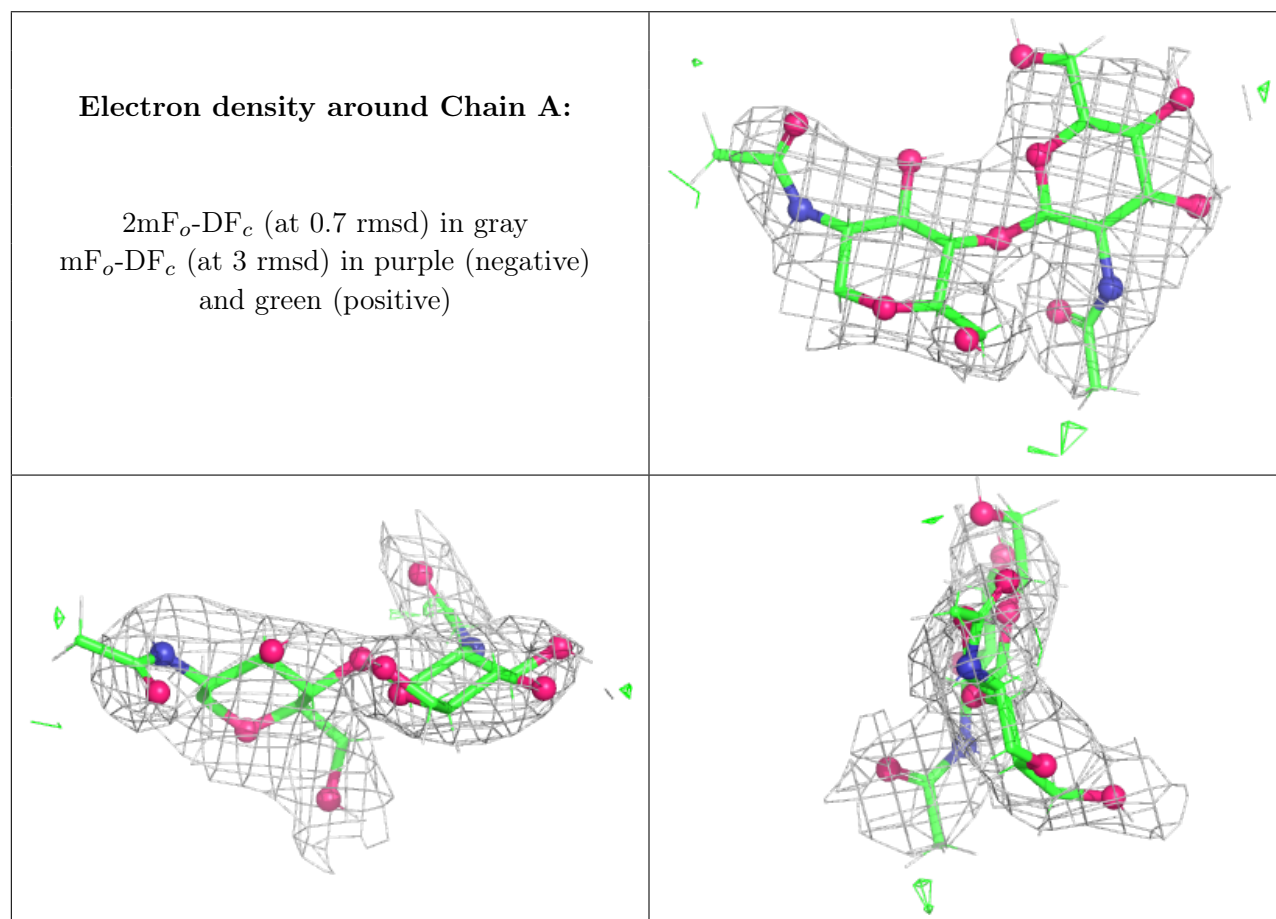 Electron density around Chain A:
2mFₒ-DF𝒸 (at 0.7 rmsd) in gray
mFₒ-DF𝒸 (at 3 rmsd) in purple (negative)
and green (positive)